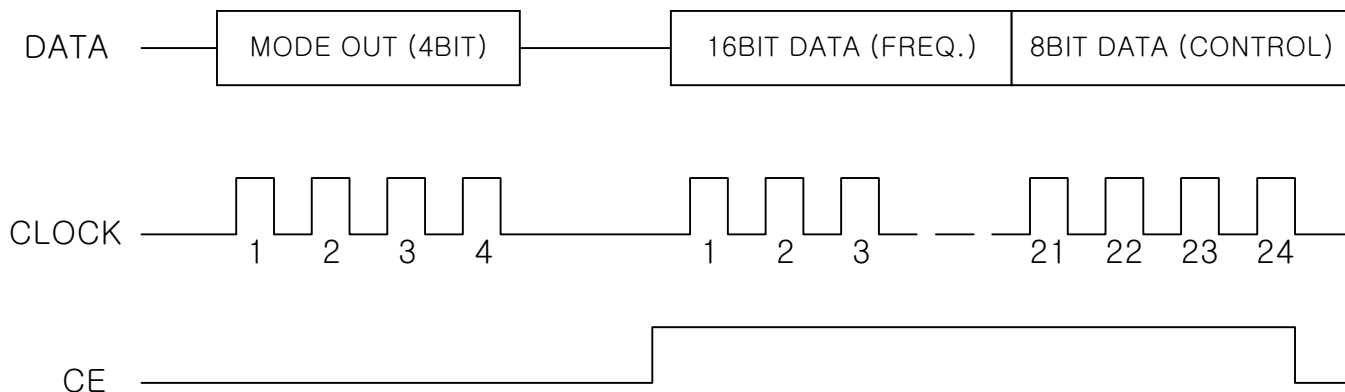 DATA MODE OUT (4BIT) 16BIT DATA (FREQ.) 8BIT DATA (CONTROL)
CLOCK
1 2 3 4 1 2 3 21 22 23 24
CE